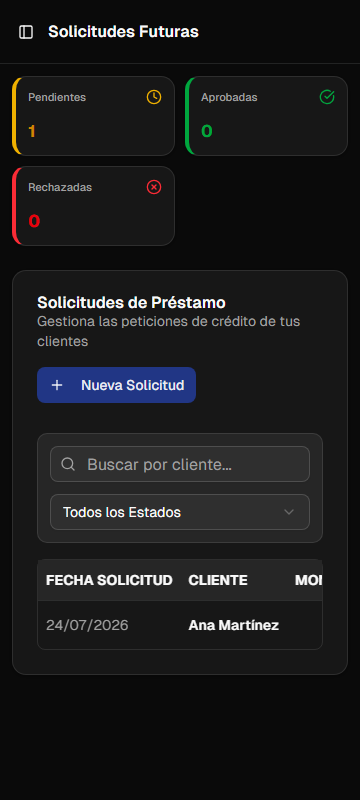 Solicitudes Futuras
Pendientes
1
Aprobadas
0
Rechazadas
0
Solicitudes de Préstamo
Gestiona las peticiones de crédito de tus
clientes
Nueva Solicitud
Buscar por cliente...
Todos los Estados
FECHA SOLICITUD CLIENTE
24/07/2026 Ana Martínez